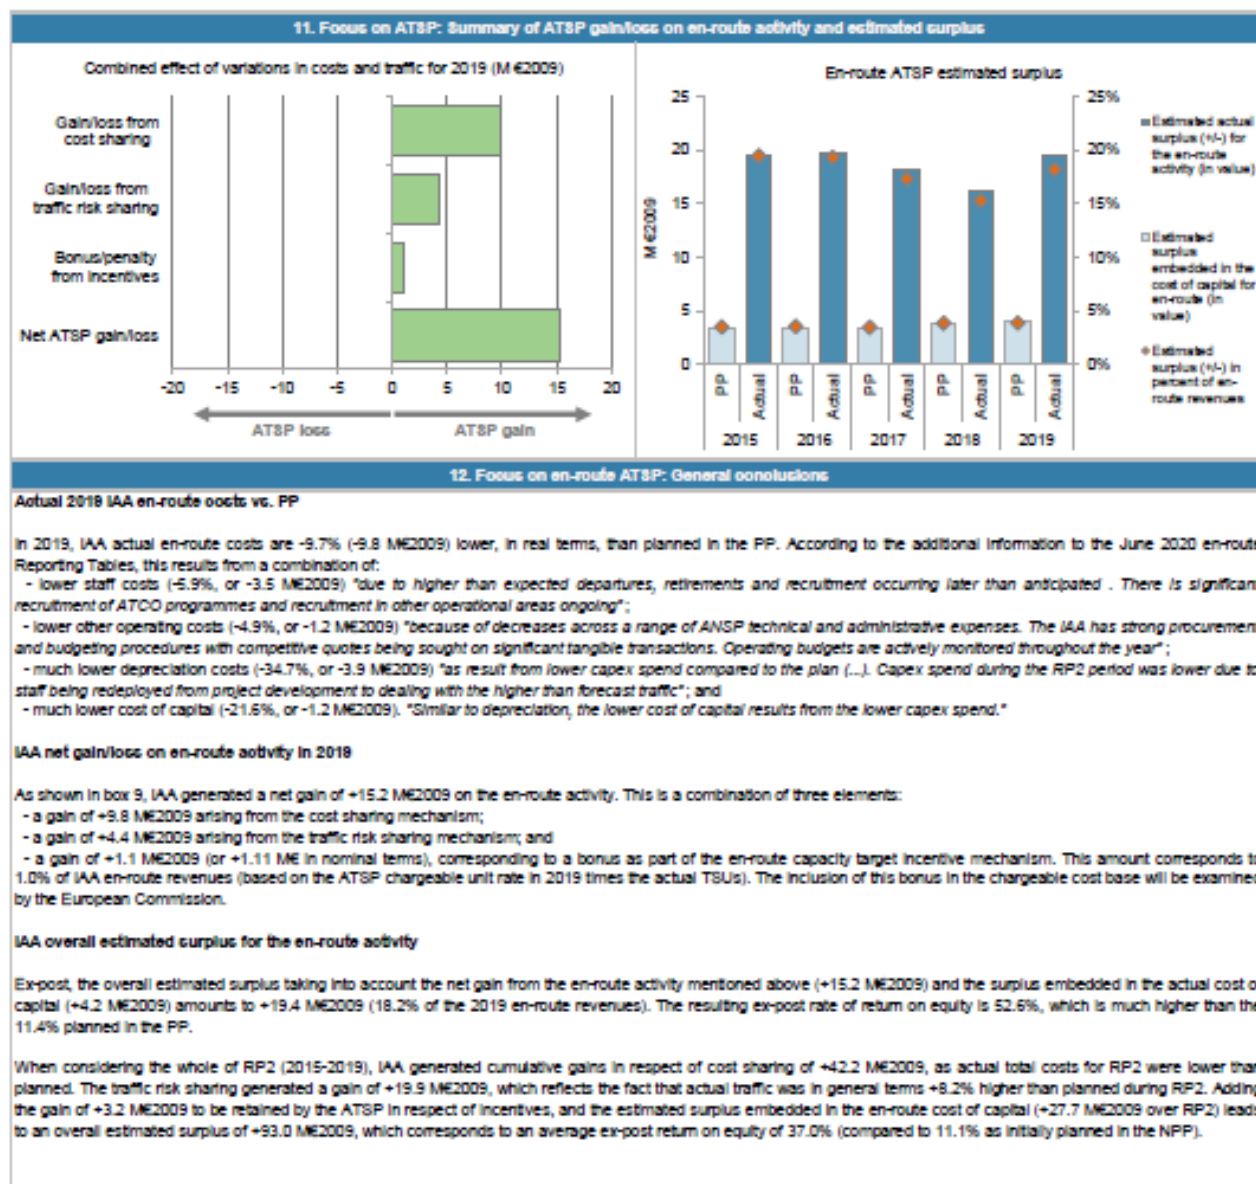 11. Focus on ATSP: Summary of ATSP gain/loss on en-route activity and estimated surplus
Combined effect of variations in costs and traffic for 2019 (M €2009)
Gain/loss from
cost sharing
Gain/loss from
traffic risk sharing
Bonus/penalty
from incentives
Net ATSP gain/loss
-20 -15 -10 -5 0 5 10 15 20
ATSP loss ATSP gain
En-route ATSP estimated surplus
M €2009
25 25%
20 20%
15 15%
10 10%
5 5%
0 0%
PP Actual PP Actual PP Actual PP Actual PP Actual
2015 2016 2017 2018 2019
Estimated actual
surplus (+/-) for
the en-route
activity (in value)
Estimated
surplus
embedded in the
cost of capital for
en-route (in
value)
Estimated
surplus (+/-) in
percent of en-
route revenues
12. Focus on en-route ATSP: General conclusions
Actual 2019 IAA en-route costs vs. PP
In 2019, IAA actual en-route costs are -9.7% (-9.8 M€2009) lower, in real terms, than planned in the PP. According to the additional information to the June 2020 en-route
Reporting Tables, this results from a combination of:
- lower staff costs (-5.9%, or -3.5 M€2009) "due to higher than expected departures, retirements and recruitment occurring later than anticipated . There is significant
recruitment of ATCO programmes and recruitment in other operational areas ongoing";
- lower other operating costs (-4.9%, or -1.2 M€2009) "because of decreases across a range of ANSP technical and administrative expenses. The IAA has strong procurement
and budgeting procedures with competitive quotes being sought on significant tangible transactions. Operating budgets are actively monitored throughout the year";
- much lower depreciation costs (-34.7%, or -3.9 M€2009) "as result from lower capex spend compared to the plan (...). Capex spend during the RP2 period was lower due to
staff being redeployed from project development to dealing with the higher than forecast traffic"; and
- much lower cost of capital (-21.6%, or -1.2 M€2009). "Similar to depreciation, the lower cost of capital results from the lower capex spend."
IAA net gain/loss on en-route activity in 2019
As shown in box 9, IAA generated a net gain of +15.2 M€2009 on the en-route activity. This is a combination of three elements:
- a gain of +9.8 M€2009 arising from the cost sharing mechanism;
- a gain of +4.4 M€2009 arising from the traffic risk sharing mechanism; and
- a gain of +1.1 M€2009 (or +1.11 M€ in nominal terms), corresponding to a bonus as part of the en-route capacity target incentive mechanism. This amount corresponds to
1.0% of IAA en-route revenues (based on the ATSP chargeable unit rate in 2019 times the actual TSUs). The inclusion of this bonus in the chargeable cost base will be examined
by the European Commission.
IAA overall estimated surplus for the en-route activity
Ex-post, the overall estimated surplus taking into account the net gain from the en-route activity mentioned above (+15.2 M€2009) and the surplus embedded in the actual cost of
capital (+4.2 M€2009) amounts to +19.4 M€2009 (18.2% of the 2019 en-route revenues). The resulting ex-post rate of return on equity is 52.6%, which is much higher than the
11.4% planned in the PP.
When considering the whole of RP2 (2015-2019), IAA generated cumulative gains in respect of cost sharing of +42.2 M€2009, as actual total costs for RP2 were lower than
planned. The traffic risk sharing generated a gain of +19.9 M€2009, which reflects the fact that actual traffic was in general terms +8.2% higher than planned during RP2. Adding
the gain of +3.2 M€2009 to be retained by the ATSP in respect of incentives, and the estimated surplus embedded in the en-route cost of capital (+27.7 M€2009 over RP2) leads
to an overall estimated surplus of +93.0 M€2009, which corresponds to an average ex-post return on equity of 37.0% (compared to 11.1% as initially planned in the NPP).